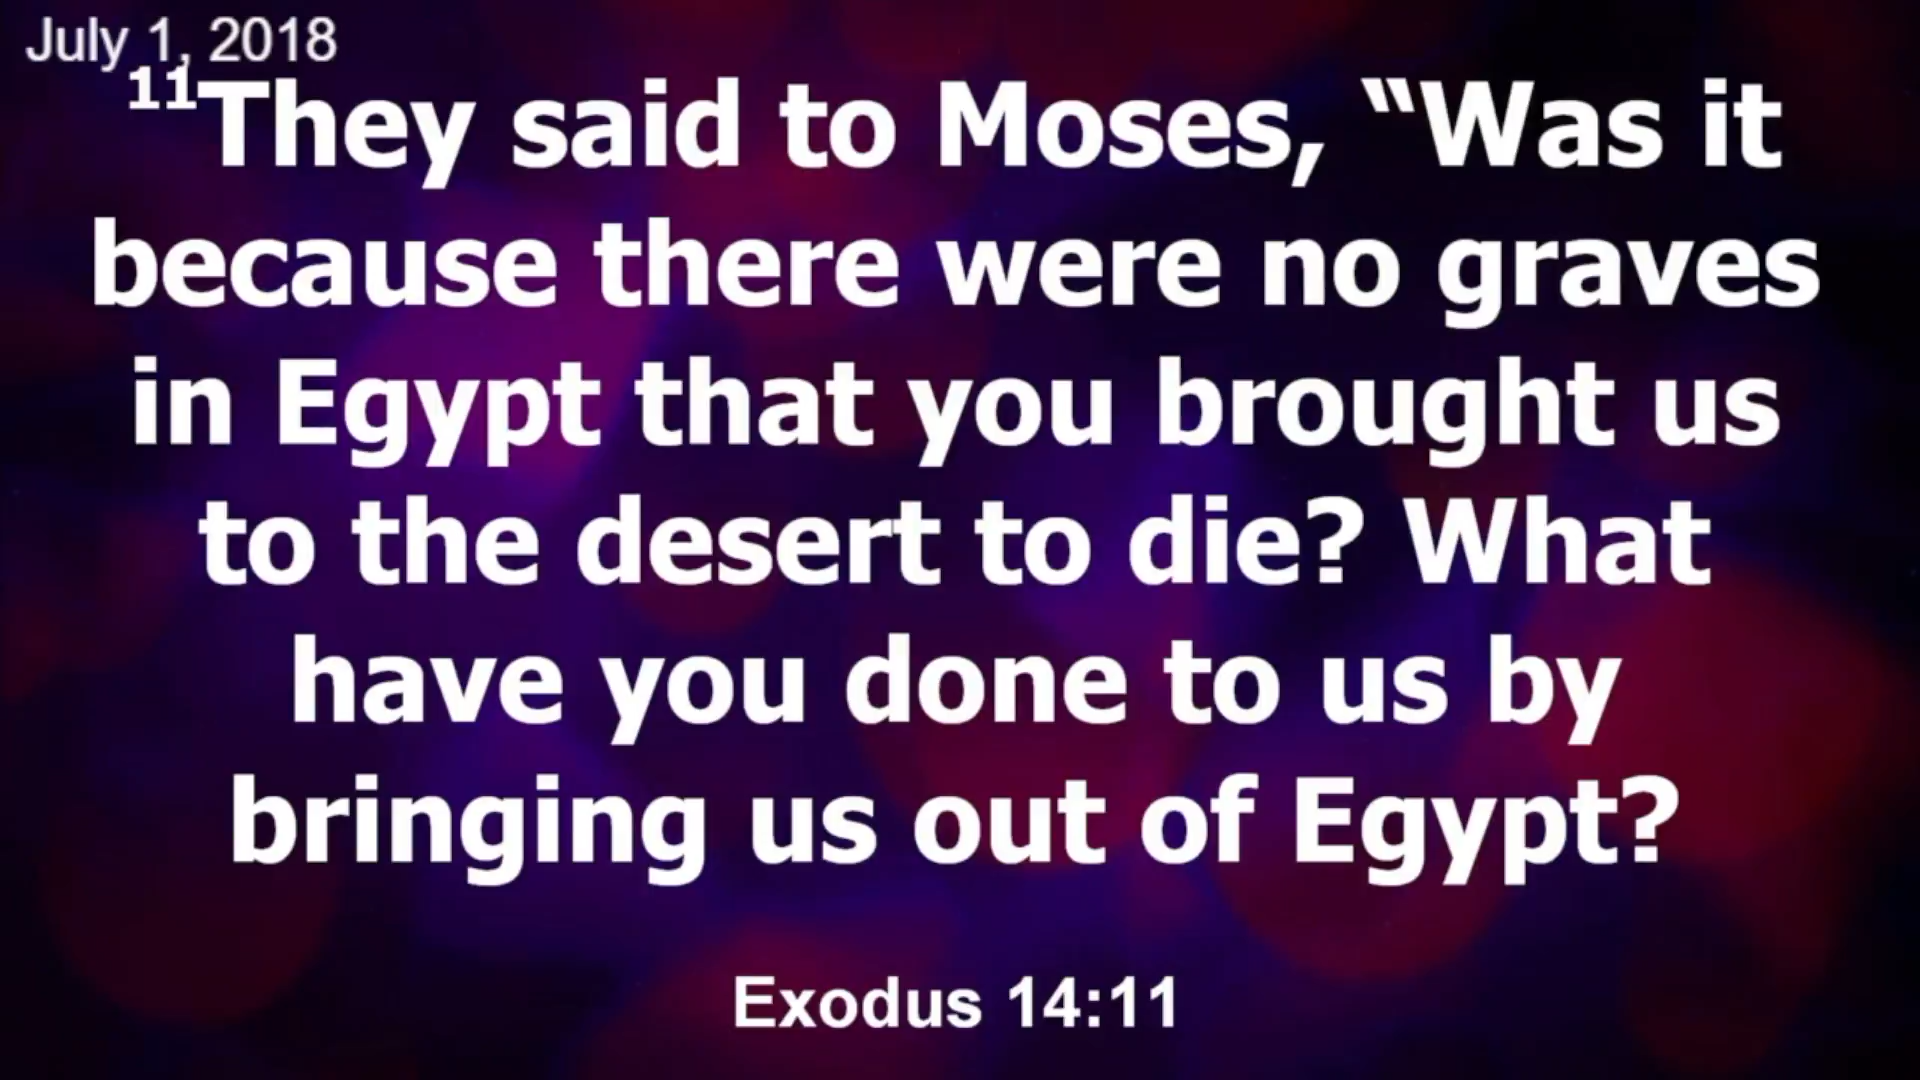 July 1, 2018
¹¹They said to Moses, “Was it
because there were no graves
in Egypt that you brought us
to the desert to die? What
have you done to us by
bringing us out of Egypt?
Exodus 14:11